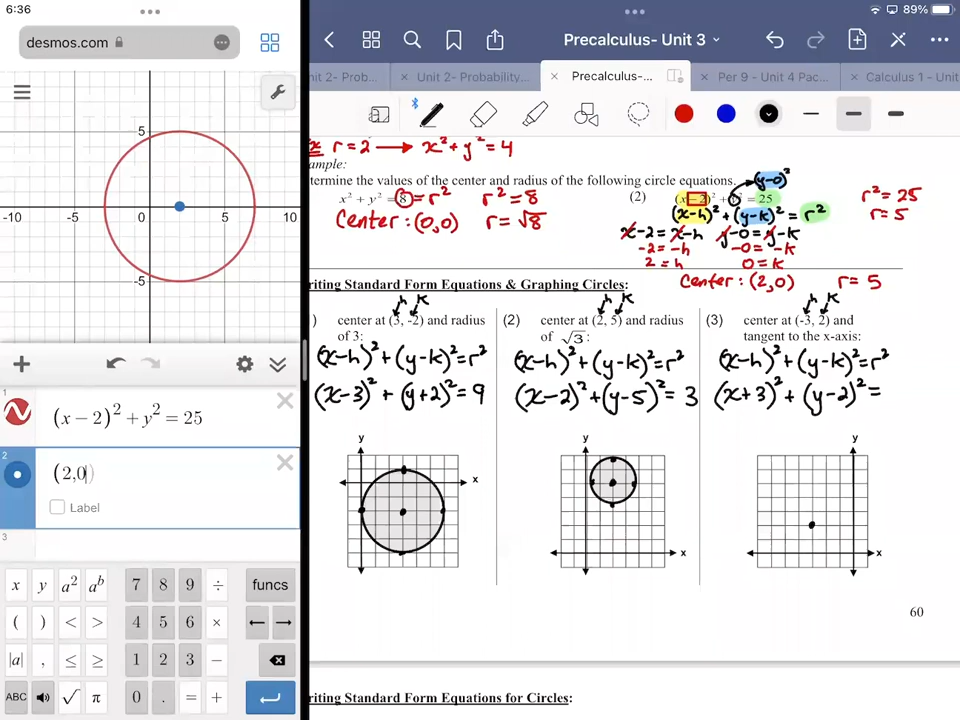 6:36
89%
desmos.com
Precalculus- Unit 3
nit 2- Prob...
Unit 2- Probability...
Precalculus-...
Per 9 - Unit 4 Pac...
Calculus 1 - Unit
5
-10 -5 0 5 10
-5
1
(x − 2)² + y² = 25
2
(2,0)
Label
3
x y a² aᵇ 7 8 9 ÷ funcs
( ) < > 4 5 6 × ← →
|a| , ≤ ≥ 1 2 3 −
ABC √ π 0 . = +
r = 2 → x² + y² = 4
ample:
termine the values of the center and radius of the following circle equations.
x² + y² = 8 = r² r² = 8
Center : (0,0) r = √8
(y-0)²
(2) (x − 2)² + y² = 25
(x-h)² + (y-k)² = r²
x-2 = x-h y-0 = y-k
-2 = -h -0 = -k
2 = h 0 = k
Center : (2,0) r = 5
r² = 25
r = 5
riting Standard Form Equations & Graphing Circles:
h k
) center at (3, -2) and radius
of 3:
(x-h)² + (y-k)² = r²
(x-3)² + (y+2)² = 9
y
x
h k
(2) center at (2, 5) and radius
of √3:
(x-h)² + (y-k)² = r²
(x-2)² + (y-5)² = 3
y
x
h k
(3) center at (-3, 2) and
tangent to the x-axis:
(x-h)² + (y-k)² = r²
(x+3)² + (y-2)² =
y
x
60
riting Standard Form Equations for Circles: